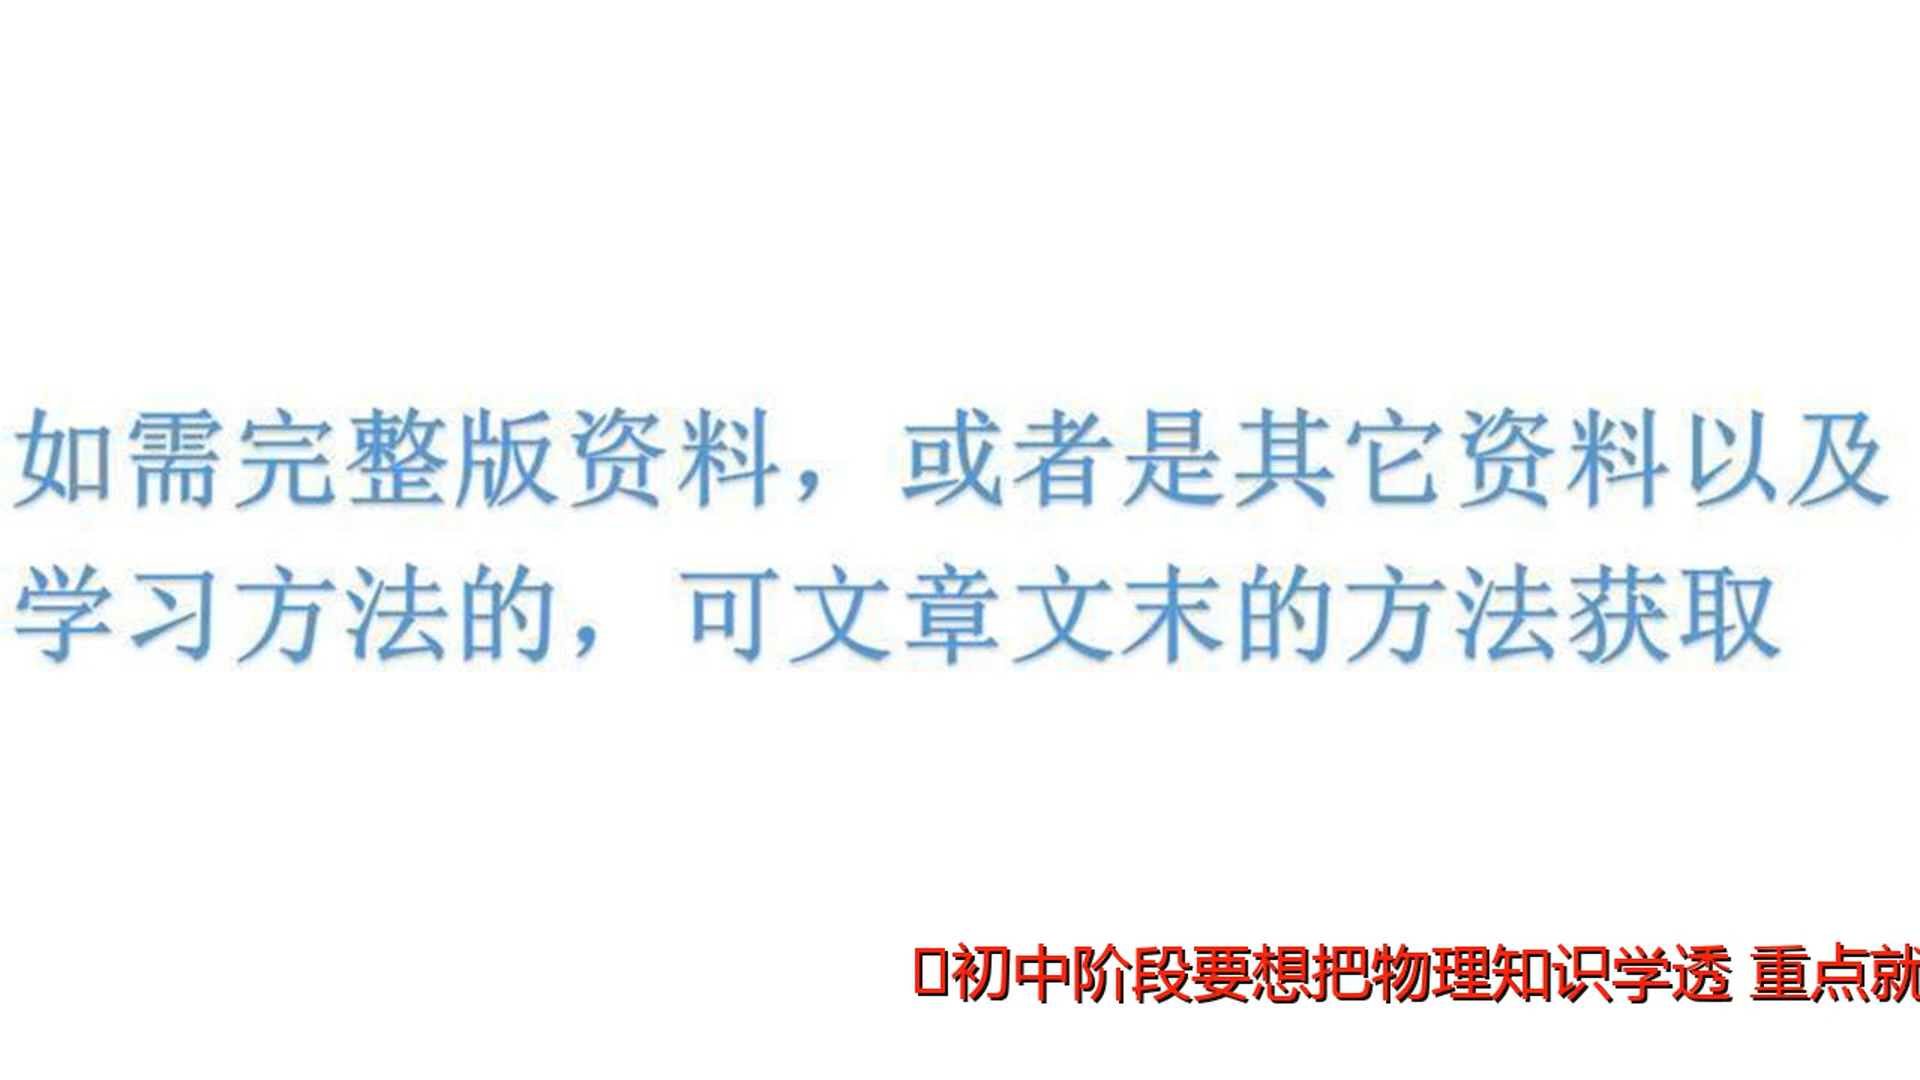 如需完整版资料，或者是其它资料以及
学习方法的，可文章文末的方法获取
初中阶段要想把物理知识学透 重点就